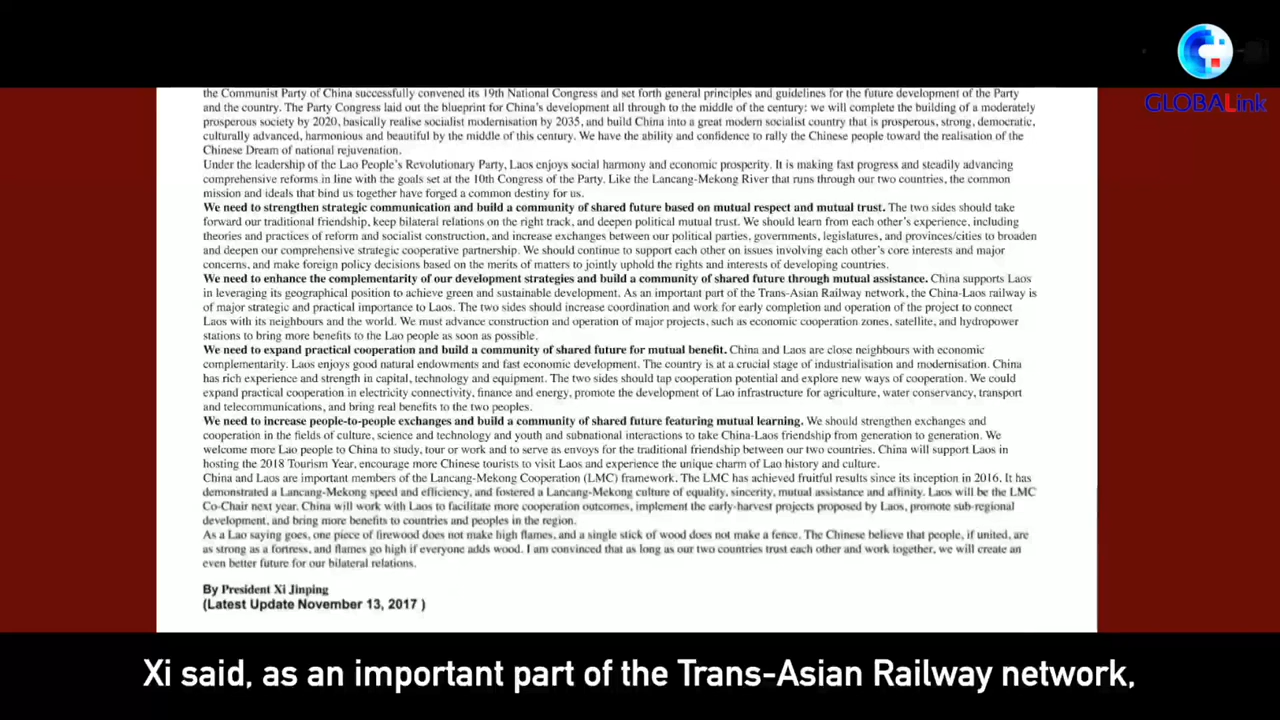 GLOBALink
the Communist Party of China successfully convened its 19th National Congress and set forth general principles and guidelines for the future development of the Party
and the country. The Party Congress laid out the blueprint for China's development all through to the middle of the century: we will complete the building of a moderately
prosperous society by 2020, basically realise socialist modernisation by 2035, and build China into a great modern socialist country that is prosperous, strong, democratic,
culturally advanced, harmonious and beautiful by the middle of this century. We have the ability and confidence to rally the Chinese people toward the realisation of the
Chinese Dream of national rejuvenation.
Under the leadership of the Lao People's Revolutionary Party, Laos enjoys social harmony and economic prosperity. It is making fast progress and steadily advancing
comprehensive reforms in line with the goals set at the 10th Congress of the Party. Like the Lancang-Mekong River that runs through our two countries, the common
mission and ideals that bind us together have forged a common destiny for us.
We need to strengthen strategic communication and build a community of shared future based on mutual respect and mutual trust. The two sides should take
forward our traditional friendship, keep bilateral relations on the right track, and deepen political mutual trust. We should learn from each other's experience, including
theories and practices of reform and socialist construction, and increase exchanges between our political parties, governments, legislatures, and provinces/cities to broaden
and deepen our comprehensive strategic cooperative partnership. We should continue to support each other on issues involving each other's core interests and major
concerns, and make foreign policy decisions based on the merits of matters to jointly uphold the rights and interests of developing countries.
We need to enhance the complementarity of our development strategies and build a community of shared future through mutual assistance. China supports Laos
in leveraging its geographical position to achieve green and sustainable development. As an important part of the Trans-Asian Railway network, the China-Laos railway is
of major strategic and practical importance to Laos. The two sides should increase coordination and work for early completion and operation of the project to connect
Laos with its neighbours and the world. We must advance construction and operation of major projects, such as economic cooperation zones, satellite, and hydropower
stations to bring more benefits to the Lao people as soon as possible.
We need to expand practical cooperation and build a community of shared future for mutual benefit. China and Laos are close neighbours with economic
complementarity. Laos enjoys good natural endowments and fast economic development. The country is at a crucial stage of industrialisation and modernisation. China
has rich experience and strength in capital, technology and equipment. The two sides should tap cooperation potential and explore new ways of cooperation. We could
expand practical cooperation in electricity connectivity, finance and energy, promote the development of Lao infrastructure for agriculture, water conservancy, transport
and telecommunications, and bring real benefits to the two peoples.
We need to increase people-to-people exchanges and build a community of shared future featuring mutual learning. We should strengthen exchanges and
cooperation in the fields of culture, science and technology and youth and subnational interactions to take China-Laos friendship from generation to generation. We
welcome more Lao people to China to study, tour or work and to serve as envoys for the traditional friendship between our two countries. China will support Laos in
hosting the 2018 Tourism Year, encourage more Chinese tourists to visit Laos and experience the unique charm of Lao history and culture.
China and Laos are important members of the Lancang-Mekong Cooperation (LMC) framework. The LMC has achieved fruitful results since its inception in 2016. It has
demonstrated a Lancang-Mekong speed and efficiency, and fostered a Lancang-Mekong culture of equality, sincerity, mutual assistance and affinity. Laos will be the LMC
Co-Chair next year. China will work with Laos to facilitate more cooperation outcomes, implement the early-harvest projects proposed by Laos, promote sub-regional
development, and bring more benefits to countries and peoples in the region.
As a Lao saying goes, one piece of firewood does not make high flames, and a single stick of wood does not make a fence. The Chinese believe that people, if united, are
as strong as a fortress, and flames go high if everyone adds wood. I am convinced that as long as our two countries trust each other and work together, we will create an
even better future for our bilateral relations.
By President Xi Jinping
(Latest Update November 13, 2017 )
Xi said, as an important part of the Trans-Asian Railway network,